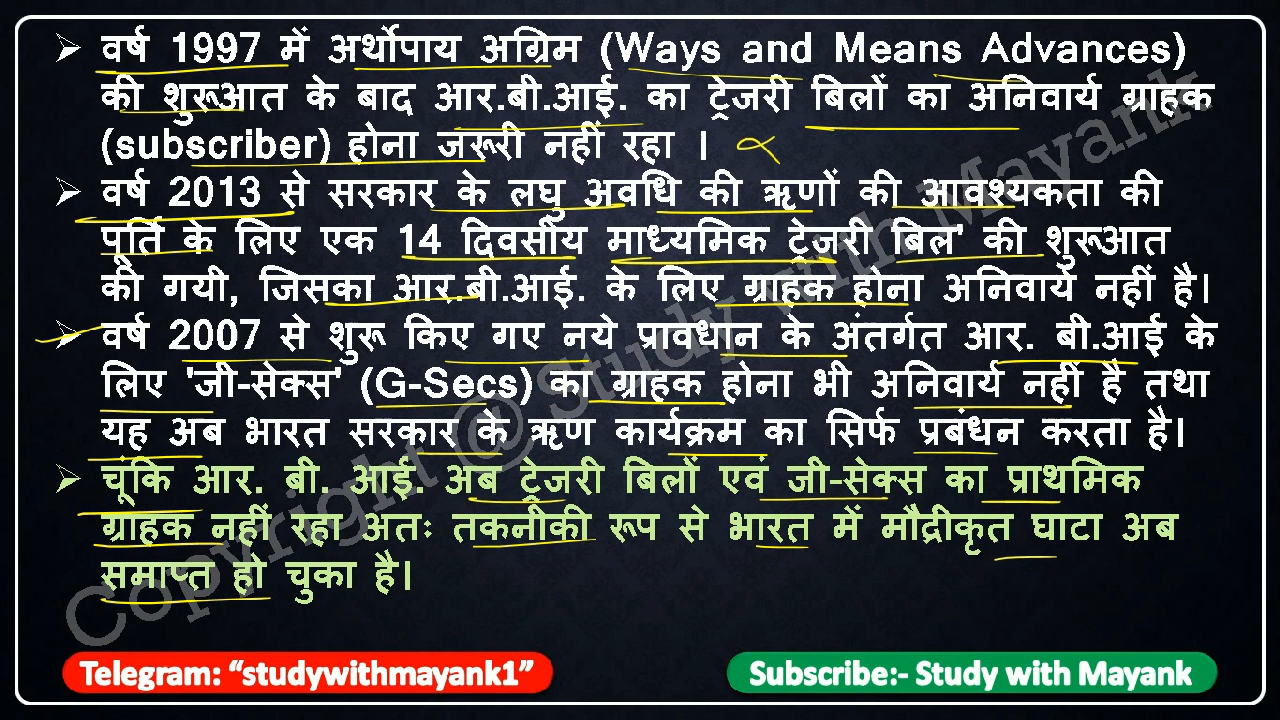 ➢ वर्ष 1997 में अर्थोपाय अग्रिम (Ways and Means Advances)
की शुरूआत के बाद आर.बी.आई. का ट्रेजरी बिलों का अनिवार्य ग्राहक
(subscriber) होना जरूरी नहीं रहा ।
➢ वर्ष 2013 से सरकार के लघु अवधि की ऋणों की आवश्यकता की
पूर्ति के लिए एक 14 दिवसीय माध्यमिक ट्रेजरी बिल' की शुरूआत
की गयी, जिसका आर.बी.आई. के लिए ग्राहक होना अनिवार्य नहीं है।
➢ वर्ष 2007 से शुरू किए गए नये प्रावधान के अंतर्गत आर. बी.आई के
लिए 'जी-सेक्स' (G-Secs) का ग्राहक होना भी अनिवार्य नहीं है तथा
यह अब भारत सरकार के ऋण कार्यक्रम का सिर्फ प्रबंधन करता है।
➢ चूंकि आर. बी. आई. अब ट्रेजरी बिलों एवं जी-सेक्स का प्राथमिक
ग्राहक नहीं रहा अतः तकनीकी रूप से भारत में मौद्रीकृत घाटा अब
समाप्त हो चुका है।
Copyright @ Study with Mayank
Telegram: “studywithmayank1”
Subscribe:- Study with Mayank